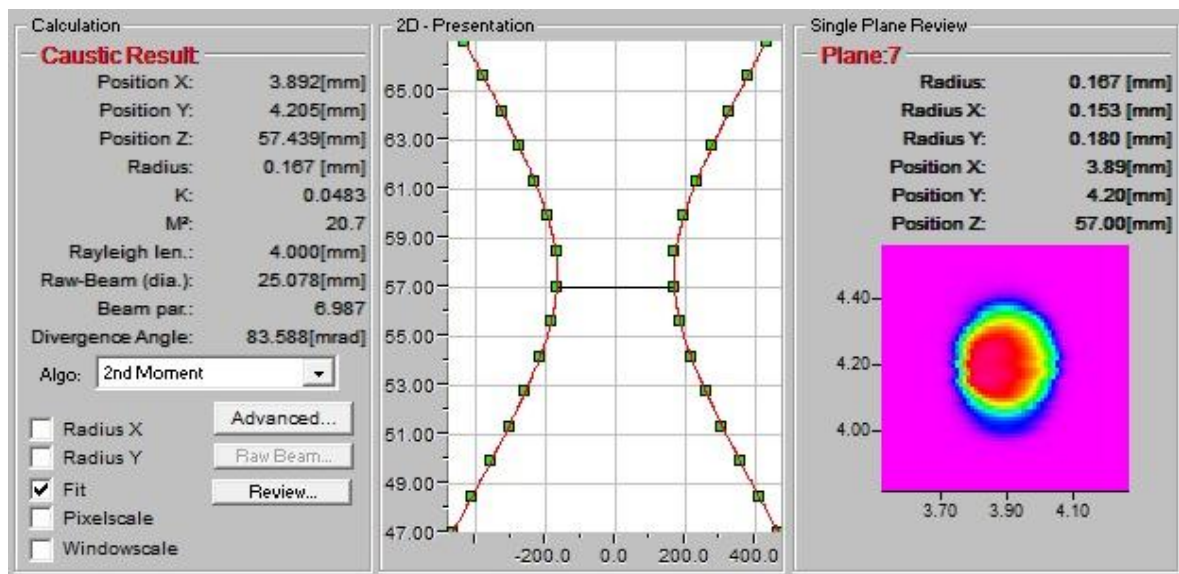 Calculation
Caustic Result:
Position X: 3.892[mm]
Position Y: 4.205[mm]
Position Z: 57.439[mm]
Radius: 0.167 [mm]
K: 0.0483
M²: 20.7
Rayleigh len.: 4.000[mm]
Raw-Beam (dia.): 25.078[mm]
Beam par.: 6.987
Divergence Angle: 83.588[mrad]
Algo: 2nd Moment
Radius X
Radius Y
Fit
Pixelscale
Windowscale
Advanced...
Raw Beam...
Review...
2D - Presentation
65.00
63.00
61.00
59.00
57.00
55.00
53.00
51.00
49.00
47.00
-200.0 0.0 200.0 400.0
Single Plane Review
Plane:7
Radius: 0.167 [mm]
Radius X: 0.153 [mm]
Radius Y: 0.180 [mm]
Position X: 3.89[mm]
Position Y: 4.20[mm]
Position Z: 57.00[mm]
4.40
4.20
4.00
3.70 3.90 4.10